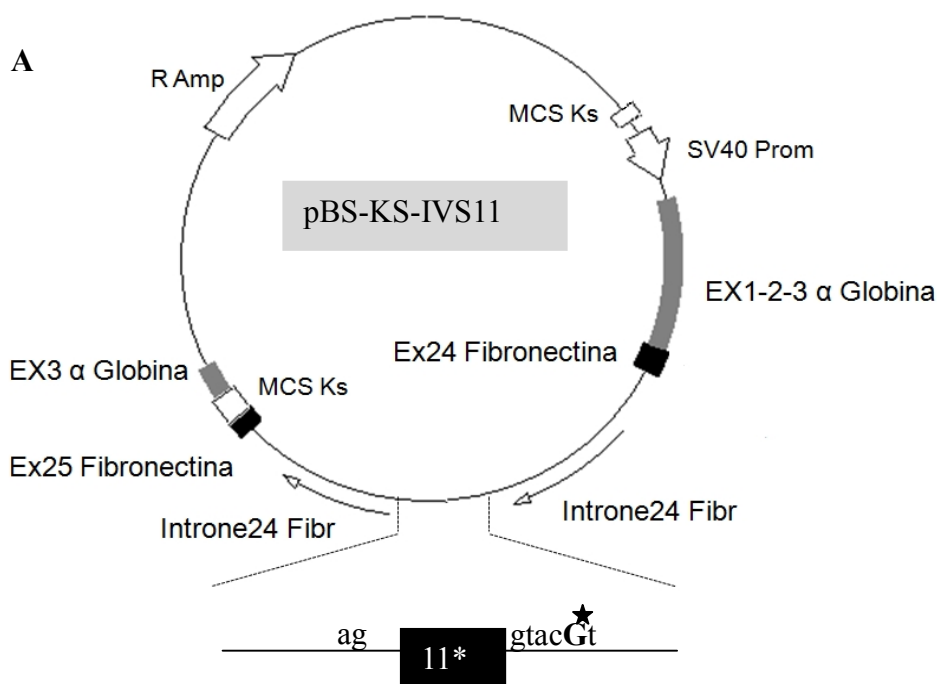 A
R Amp
MCS Ks
SV40 Prom
pBS-KS-IVS11
EX1-2-3 α Globina
Ex24 Fibronectina
EX3 α Globina
MCS Ks
Ex25 Fibronectina
Introne24 Fibr
Introne24 Fibr
ag
11*
gtacGt